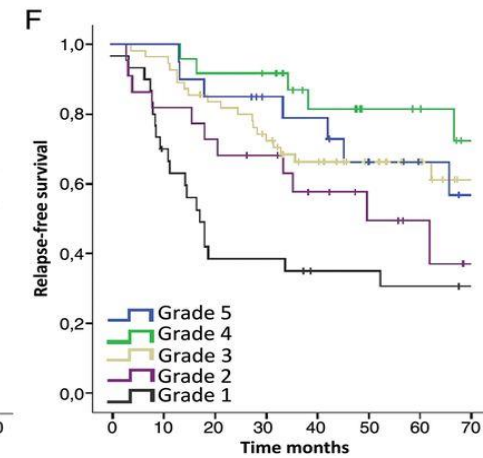 F
1,0
0,8
0,6
0,4
0,2
0,0
Relapse-free survival
Grade 5
Grade 4
Grade 3
Grade 2
Grade 1
0
0 10 20 30 40 50 60 70
Time months